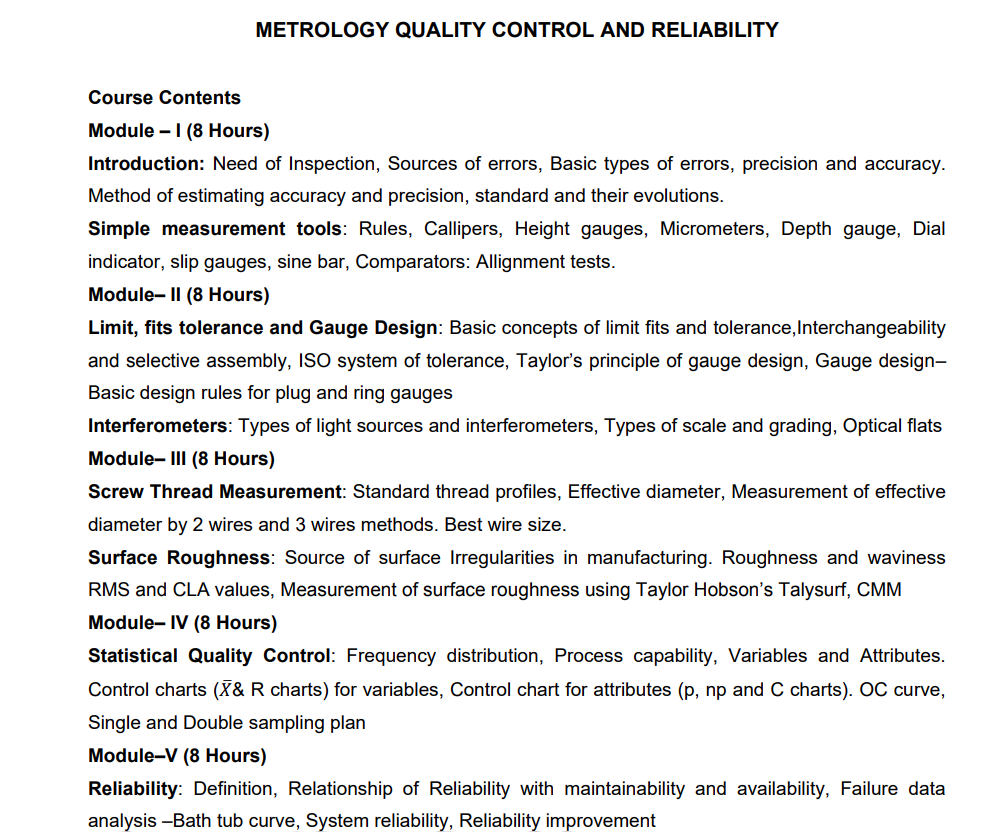 METROLOGY QUALITY CONTROL AND RELIABILITY
Course Contents
Module – I (8 Hours)
Introduction: Need of Inspection, Sources of errors, Basic types of errors, precision and accuracy.
Method of estimating accuracy and precision, standard and their evolutions.
Simple measurement tools: Rules, Callipers, Height gauges, Micrometers, Depth gauge, Dial
indicator, slip gauges, sine bar, Comparators: Allignment tests.
Module– II (8 Hours)
Limit, fits tolerance and Gauge Design: Basic concepts of limit fits and tolerance,Interchangeability
and selective assembly, ISO system of tolerance, Taylor’s principle of gauge design, Gauge design–
Basic design rules for plug and ring gauges
Interferometers: Types of light sources and interferometers, Types of scale and grading, Optical flats
Module– III (8 Hours)
Screw Thread Measurement: Standard thread profiles, Effective diameter, Measurement of effective
diameter by 2 wires and 3 wires methods. Best wire size.
Surface Roughness: Source of surface Irregularities in manufacturing. Roughness and waviness
RMS and CLA values, Measurement of surface roughness using Taylor Hobson’s Talysurf, CMM
Module– IV (8 Hours)
Statistical Quality Control: Frequency distribution, Process capability, Variables and Attributes.
Control charts (X̄& R charts) for variables, Control chart for attributes (p, np and C charts). OC curve,
Single and Double sampling plan
Module–V (8 Hours)
Reliability: Definition, Relationship of Reliability with maintainability and availability, Failure data
analysis –Bath tub curve, System reliability, Reliability improvement